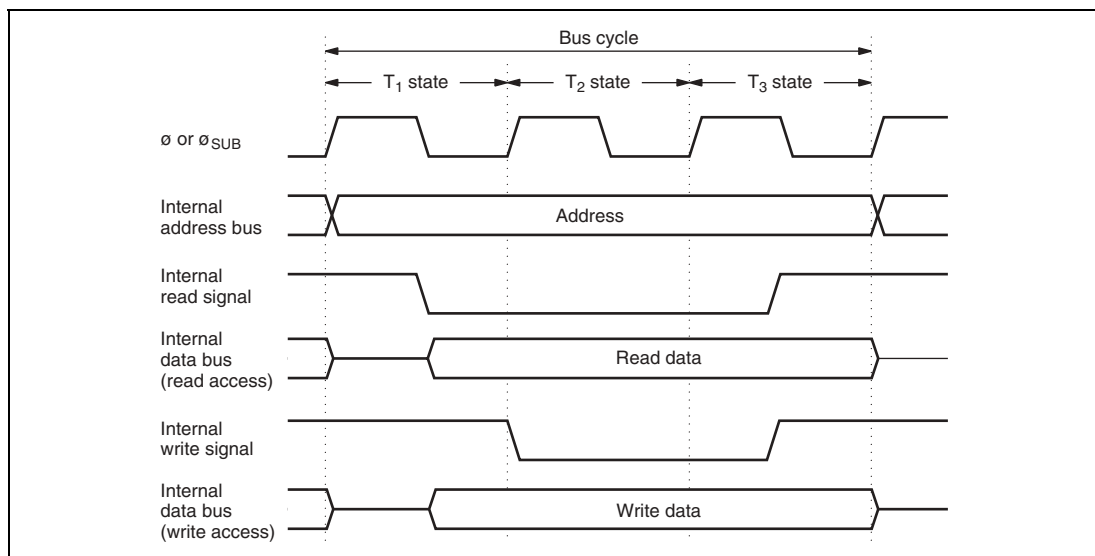 Bus cycle
T₁ state
T₂ state
T₃ state
ø or øSUB
Internal
address bus
Address
Internal
read signal
Internal
data bus
(read access)
Read data
Internal
write signal
Internal
data bus
(write access)
Write data